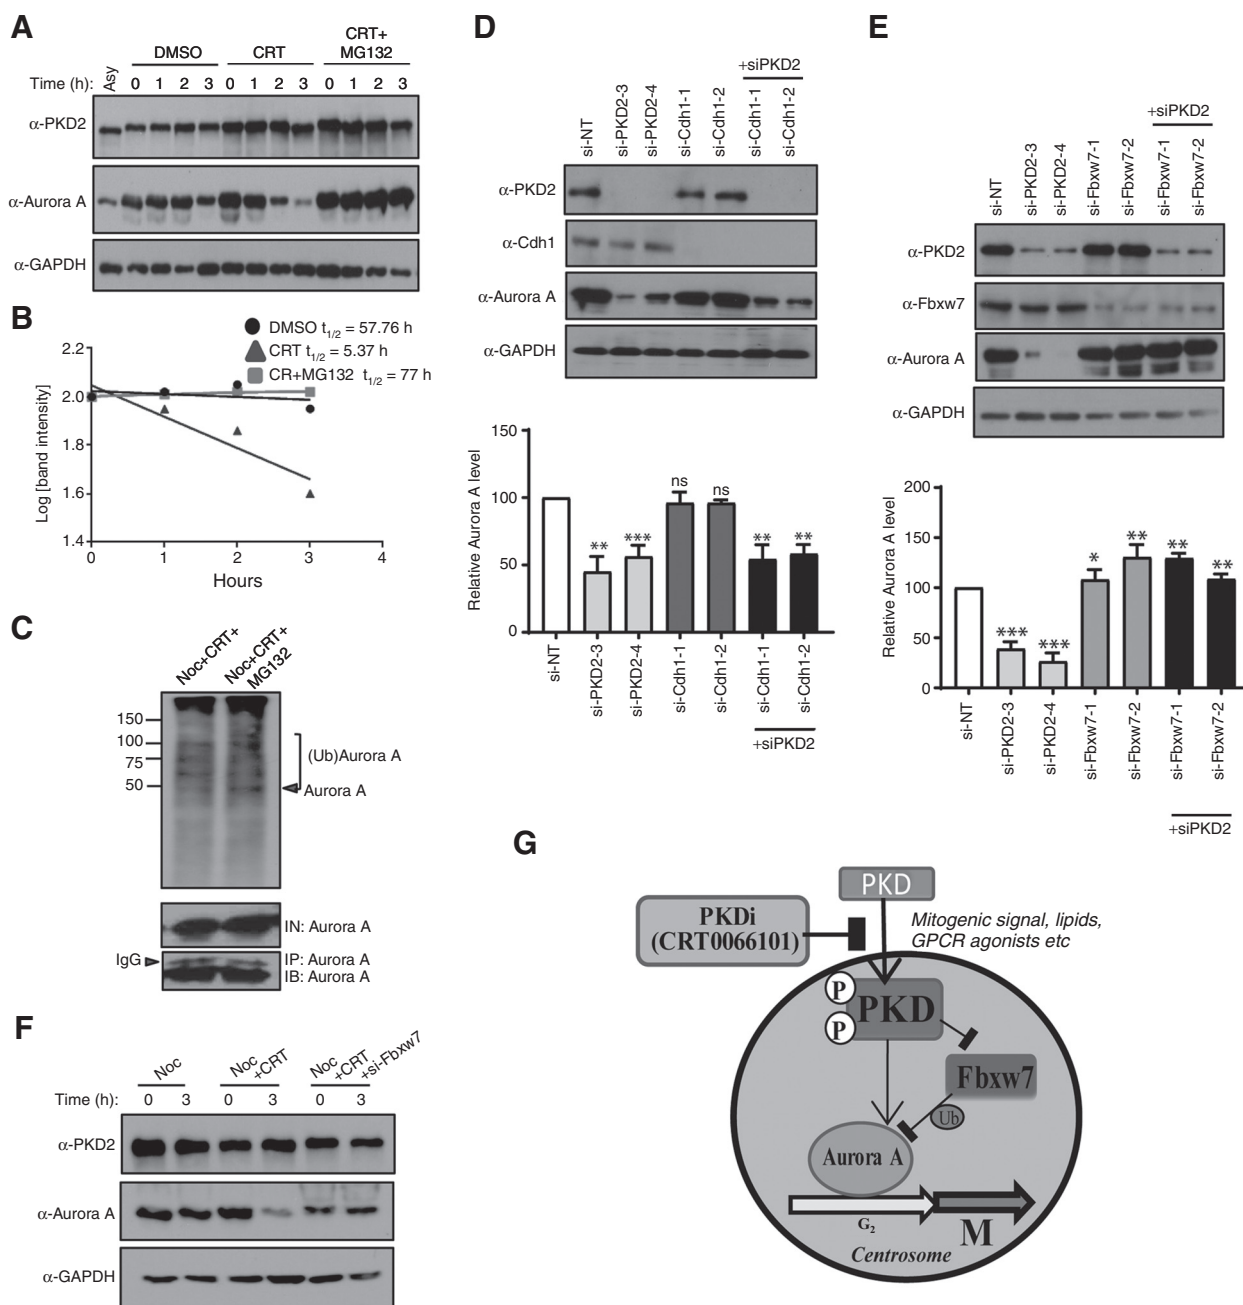 A
DMSO
CRT
CRT+
MG132
Time (h):
Asy
0 1 2 3 0 1 2 3 0 1 2 3
α-PKD2
α-Aurora A
α-GAPDH
B
DMSO t1/2 = 57.76 h
CRT t1/2 = 5.37 h
CR+MG132 t1/2 = 77 h
Log [band intensity]
2.2
2.0
1.8
1.6
1.4
0 1 2 3 4
Hours
C
Noc+CRT+
Noc+CRT+
MG132
150
100
75
50
(Ub)Aurora A
Aurora A
IN: Aurora A
IgG
IP: Aurora A
IB: Aurora A
F
Noc
Noc
+CRT
Noc
+CRT
+si-Fbxw7
Time (h):
0 3 0 3 0 3
α-PKD2
α-Aurora A
α-GAPDH
D
+siPKD2
si-NT
si-PKD2-3
si-PKD2-4
si-Cdh1-1
si-Cdh1-2
si-Cdh1-1
si-Cdh1-2
α-PKD2
α-Cdh1
α-Aurora A
α-GAPDH
Relative Aurora A level
150
100
50
0
**
***
ns
ns
**
**
si-NT
si-PKD2-3
si-PKD2-4
si-Cdh1-1
si-Cdh1-2
si-Cdh1-1
si-Cdh1-2
+siPKD2
E
+siPKD2
si-NT
si-PKD2-3
si-PKD2-4
si-Fbxw7-1
si-Fbxw7-2
si-Fbxw7-1
si-Fbxw7-2
α-PKD2
α-Fbxw7
α-Aurora A
α-GAPDH
Relative Aurora A level
200
150
100
50
0
***
***
*
**
**
**
si-NT
si-PKD2-3
si-PKD2-4
si-Fbxw7-1
si-Fbxw7-2
si-Fbxw7-1
si-Fbxw7-2
+siPKD2
G
PKD
PKDi
(CRT0066101)
Mitogenic signal, lipids,
GPCR agonists etc
P
P
PKD
Fbxw7
Ub
Aurora A
G2
M
Centrosome